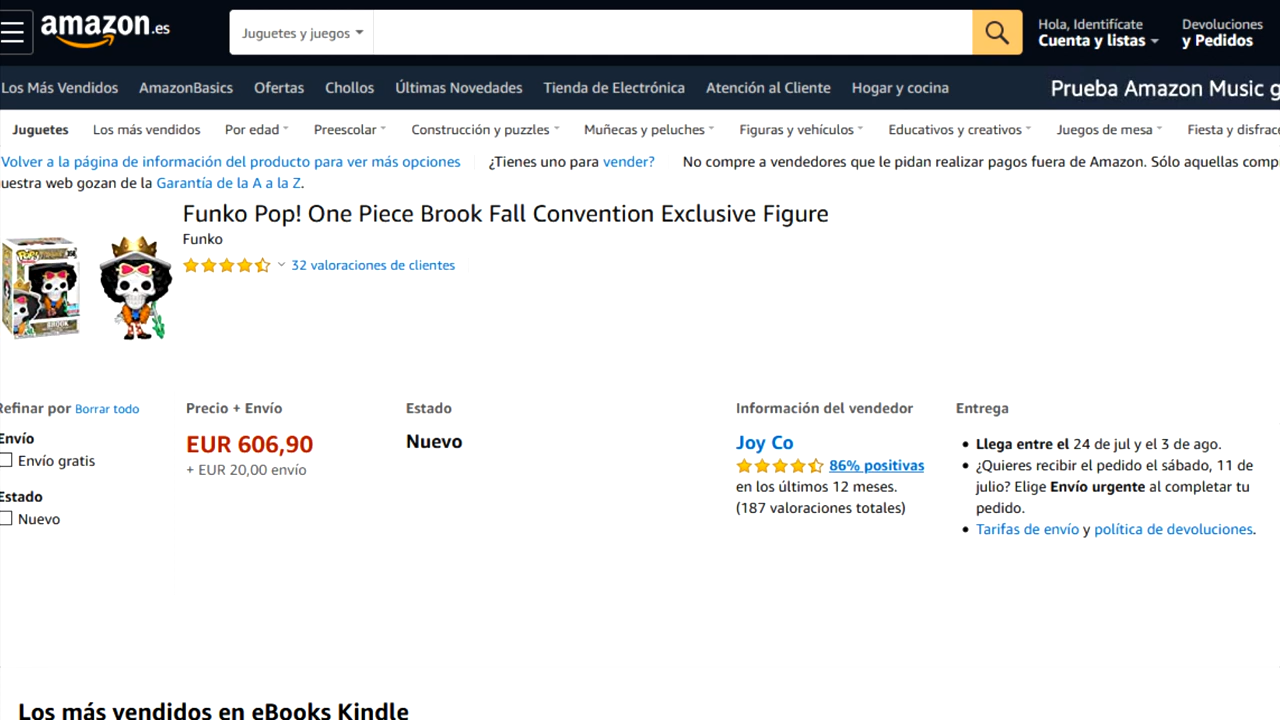 amazon.es
Juguetes y juegos
Hola, Identifícate
Cuenta y listas
Devoluciones
y Pedidos
Los Más Vendidos AmazonBasics Ofertas Chollos Últimas Novedades Tienda de Electrónica Atención al Cliente Hogar y cocina Prueba Amazon Music g
Juguetes Los más vendidos Por edad Preescolar Construcción y puzzles Muñecas y peluches Figuras y vehículos Educativos y creativos Juegos de mesa Fiesta y disfrac
Volver a la página de información del producto para ver más opciones ¿Tienes uno para vender? No compre a vendedores que le pidan realizar pagos fuera de Amazon. Sólo aquellas comp
uestra web gozan de la Garantía de la A a la Z.
Funko Pop! One Piece Brook Fall Convention Exclusive Figure
Funko
32 valoraciones de clientes
POP!
BROOK
Refinar por Borrar todo
Envío
Envío gratis
Estado
Nuevo
Precio + Envío
EUR 606,90
+ EUR 20,00 envío
Estado
Nuevo
Información del vendedor
Joy Co
86% positivas
en los últimos 12 meses.
(187 valoraciones totales)
Entrega
• Llega entre el 24 de jul y el 3 de ago.
• ¿Quieres recibir el pedido el sábado, 11 de
julio? Elige Envío urgente al completar tu
pedido.
• Tarifas de envío y política de devoluciones.
Los más vendidos en eBooks Kindle